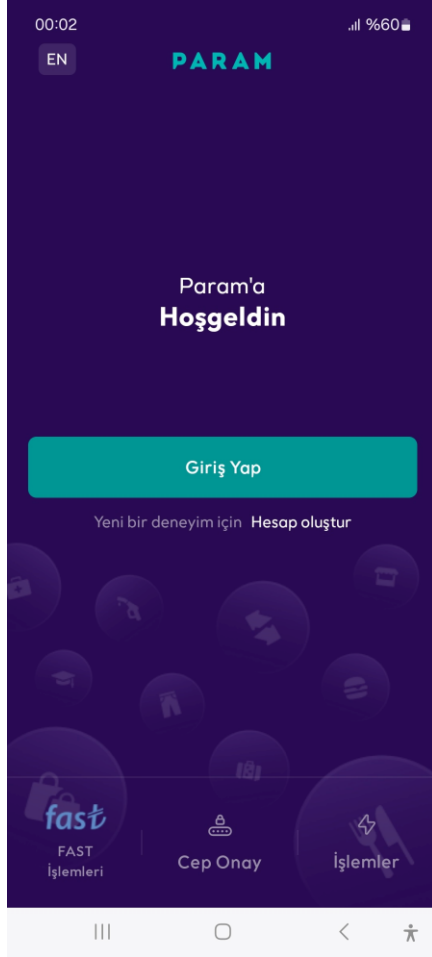 00:02
%60
EN
PARAM
Param'a
Hoşgeldin
Giriş Yap
Yeni bir deneyim için Hesap oluştur
fast
FAST
İşlemleri
Cep Onay
İşlemler